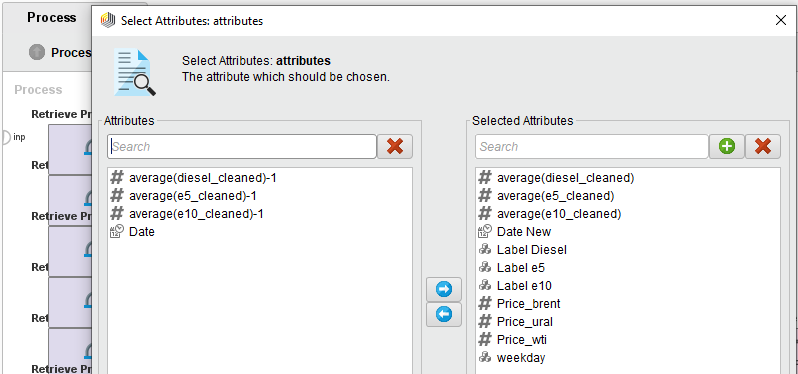 Process
Select Attributes: attributes
Proces
Select Attributes: attributes
The attribute which should be chosen.
Process
Retrieve Pr
inp
Ret
Retrieve Pr
Ret
Retrieve Pr
Ret
Retrieve Pr
Attributes
Search
average(diesel_cleaned)-1
average(e5_cleaned)-1
average(e10_cleaned)-1
Date
Selected Attributes
Search
average(diesel_cleaned)
average(e5_cleaned)
average(e10_cleaned)
Date New
Label Diesel
Label e5
Label e10
Price_brent
Price_ural
Price_wti
weekday